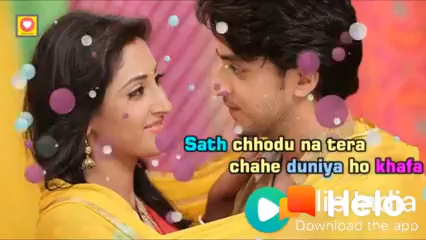 Sath chhodu na tera
chahe duniya ho khafa
Helo
Download the app